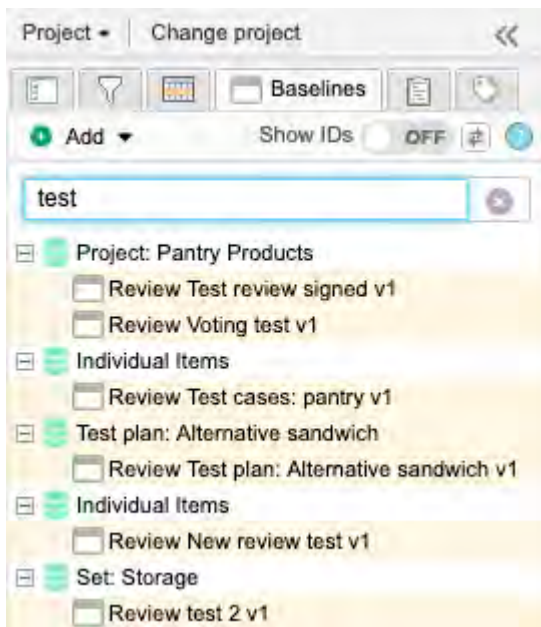 Project Change project
Baselines
Add Show IDs OFF
test
Project: Pantry Products
Review Test review signed v1
Review Voting test v1
Individual Items
Review Test cases: pantry v1
Test plan: Alternative sandwich
Review Test plan: Alternative sandwich v1
Individual Items
Review New review test v1
Set: Storage
Review test 2 v1